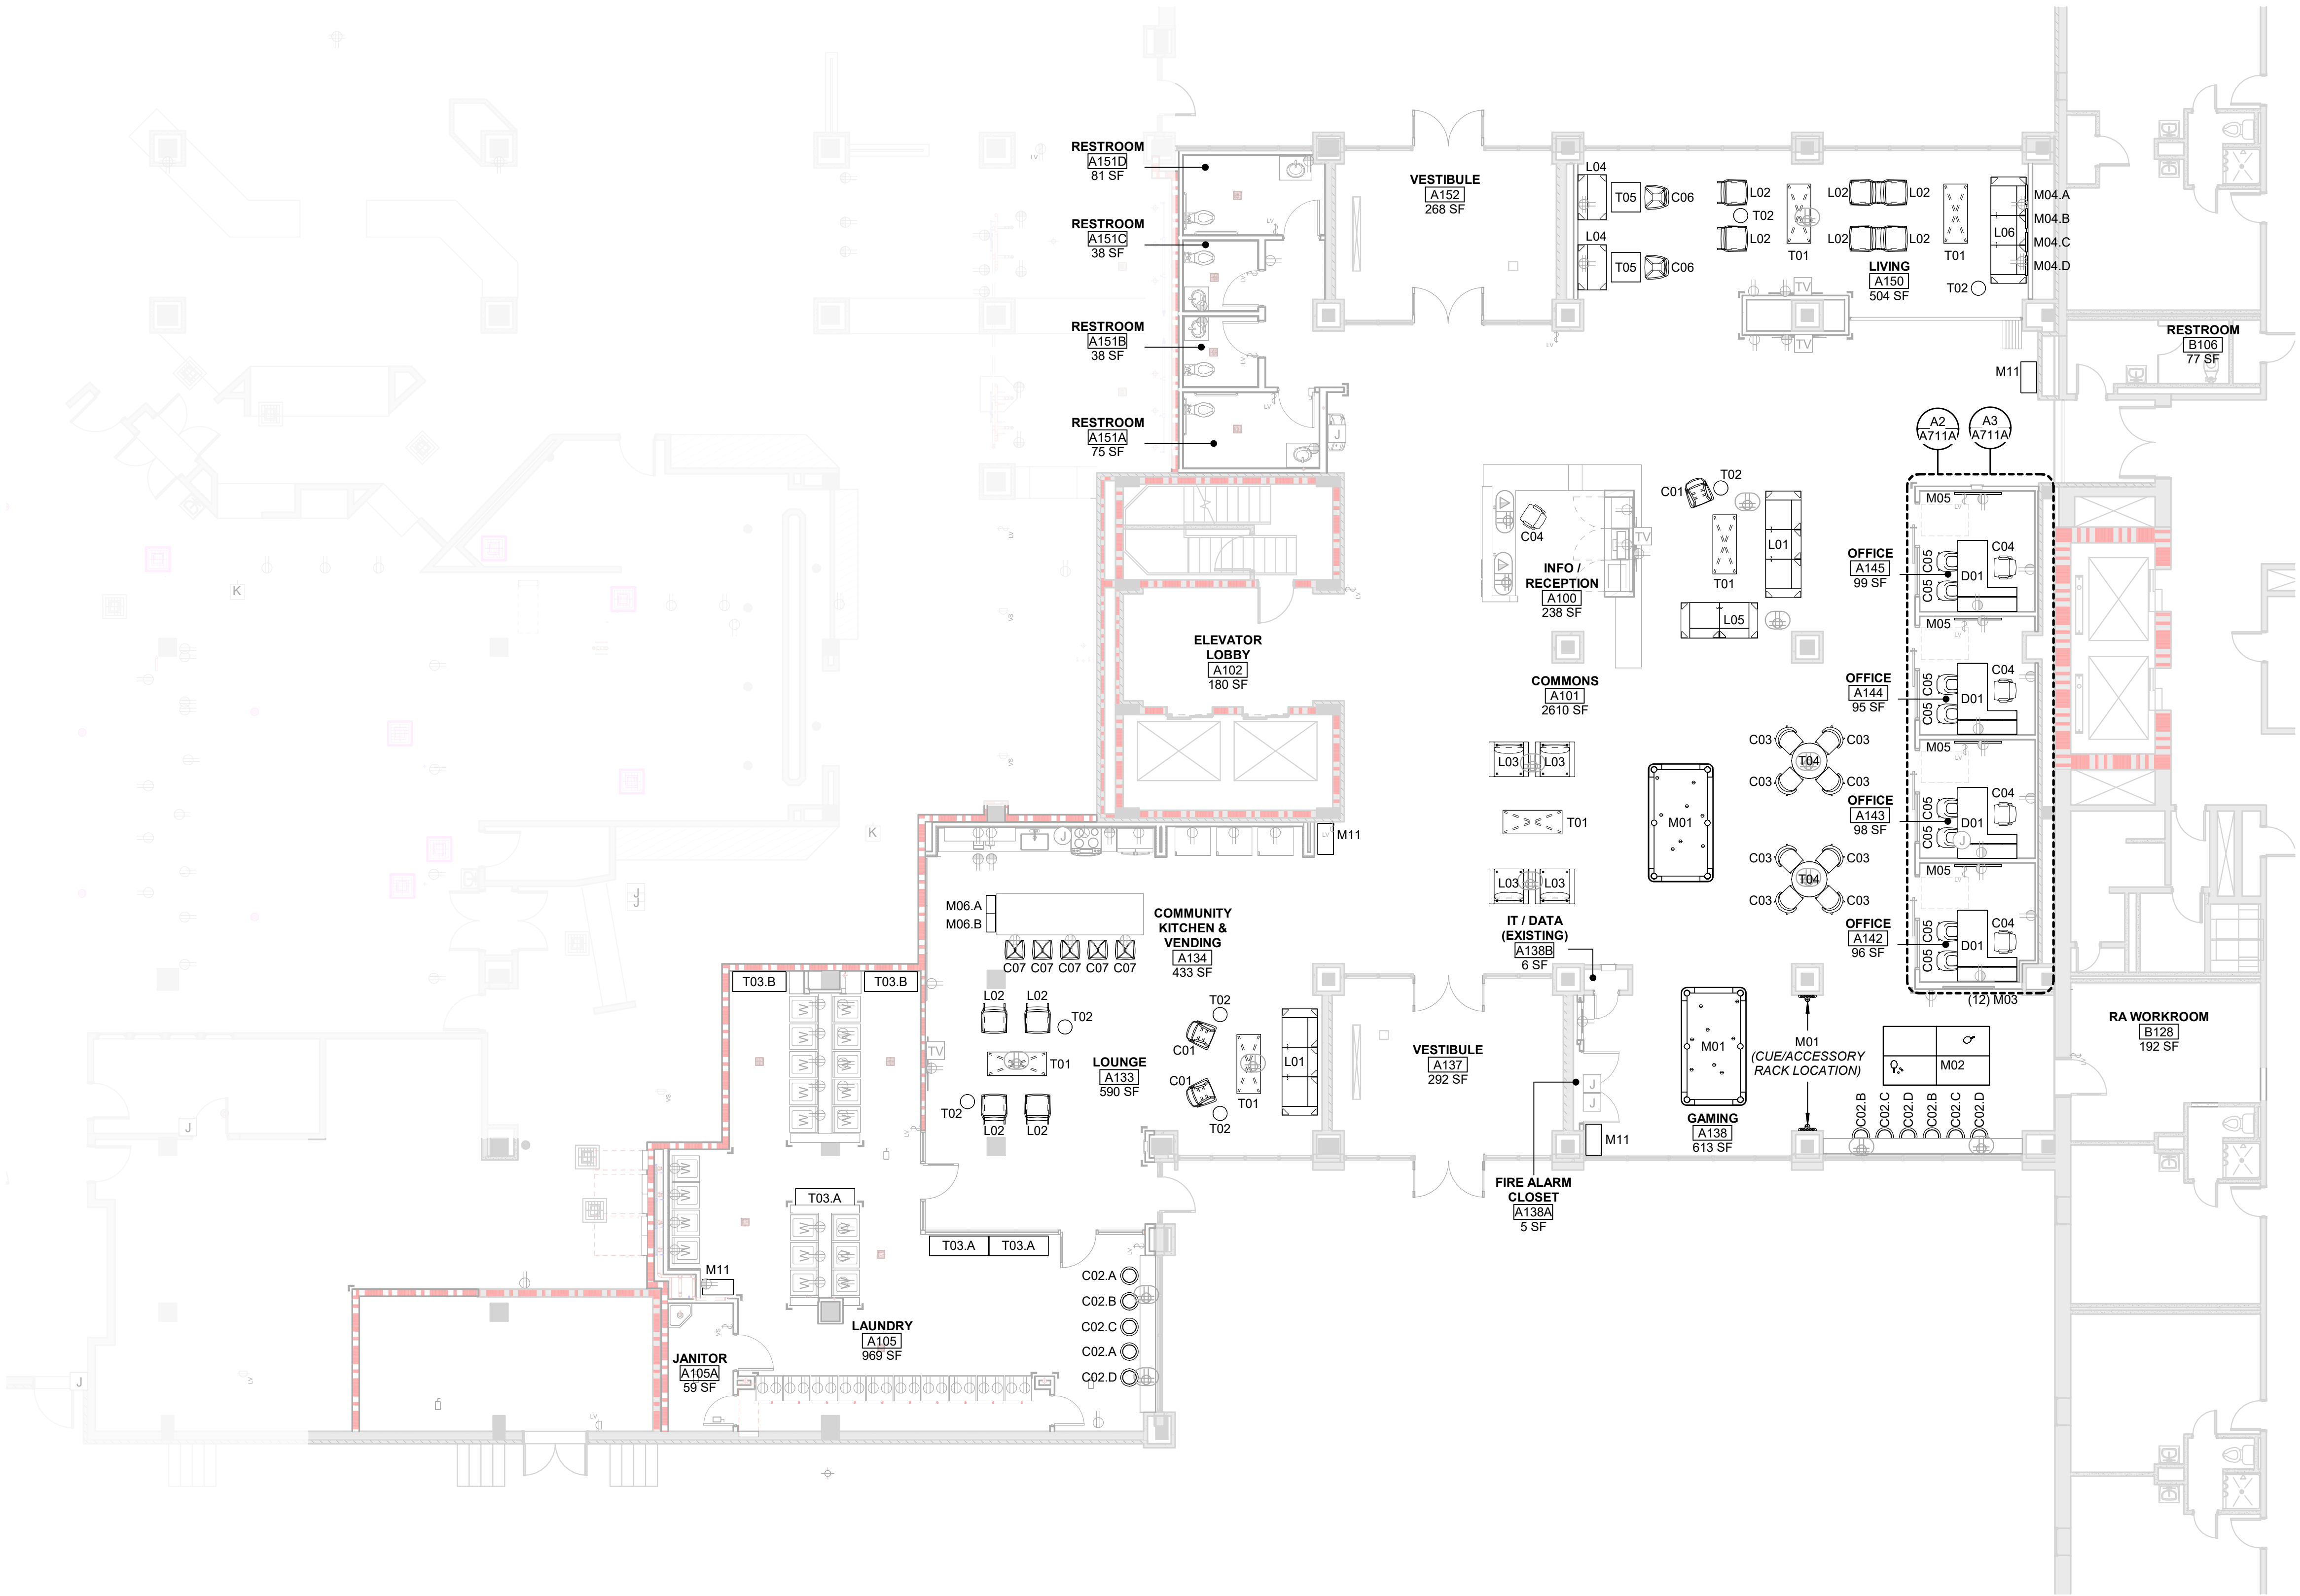 RESTROOM
A151D
81 SF
RESTROOM
A151C
38 SF
RESTROOM
A151B
38 SF
RESTROOM
A151A
75 SF
VESTIBULE
A152
268 SF
L04
T05
C06
L04
T05
C06
L02
T02
L02
T01
L02
L02
L02
L02
T01
L06
M04.A
M04.B
M04.C
M04.D
T02
LIVING
A150
504 SF
TV
TV
RESTROOM
B106
77 SF
M11
A2
A711A
A3
A711A
J
C04
TV
INFO /
RECEPTION
A100
238 SF
C01
T02
T01
L01
L05
M05
OFFICE
A145
99 SF
C05
C05
D01
C04
M05
OFFICE
A144
95 SF
C05
C05
D01
C04
M05
OFFICE
A143
98 SF
C05
C05
D01
C04
J
M05
OFFICE
A142
96 SF
C05
C05
D01
C04
(12) M03
ELEVATOR
LOBBY
A102
180 SF
COMMONS
A101
2610 SF
L03
L03
T01
L03
L03
M01
C03
C03
T04
C03
C03
C03
C03
T04
C03
C03
K
K
J
LV
M11
M06.A
M06.B
COMMUNITY
KITCHEN &
VENDING
A134
433 SF
C07 C07 C07 C07 C07
IT / DATA
(EXISTING)
A138B
6 SF
T03.B
T03.B
L02
L02
T02
T01
TV
T02
L02
L02
LOUNGE
A133
590 SF
T02
C01
C01
T02
T01
L01
VESTIBULE
A137
292 SF
J
J
M11
FIRE ALARM
CLOSET
A138A
5 SF
M01
GAMING
A138
613 SF
M01
(CUE/ACCESSORY
RACK LOCATION)
M02
C02.B
C02.C
C02.D
C02.B
C02.C
C02.D
RA WORKROOM
B128
192 SF
W
W
W
W
W
W
W
W
W
W
W
W
W
W
T03.A
W
W
W
W
W
W
T03.A
T03.A
M11
C02.A
C02.B
C02.C
C02.A
C02.D
LAUNDRY
A105
969 SF
JANITOR
A105A
59 SF
J
J